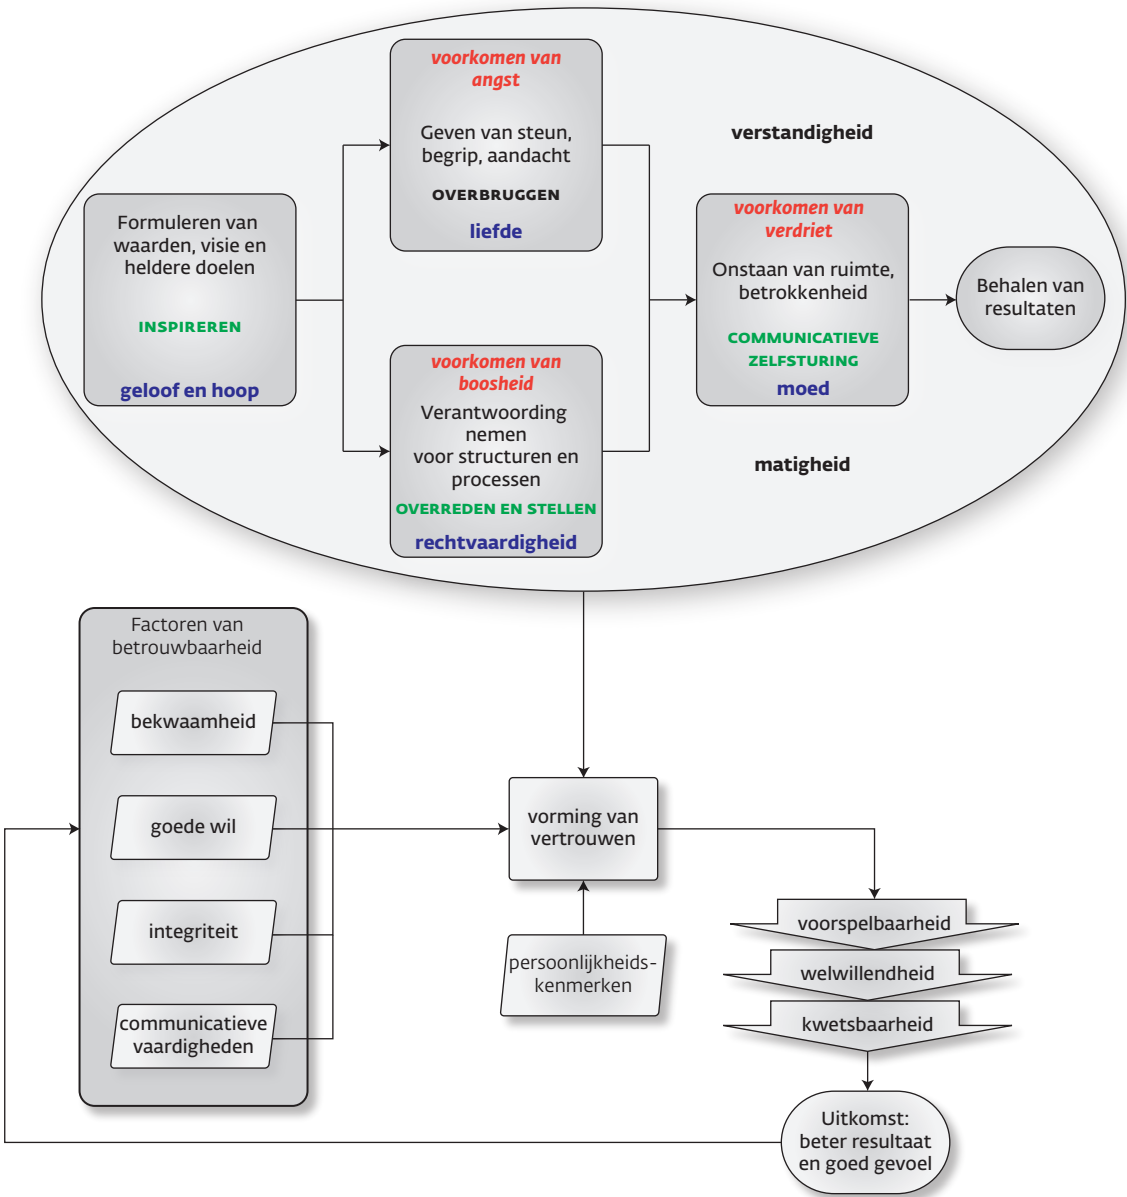 voorkomen van
angst
Geven van steun,
begrip, aandacht
OVERBRUGGEN
liefde
verstandigheid
Formuleren van
waarden, visie en
heldere doelen
INSPIREREN
geloof en hoop
voorkomen van
verdriet
Onstaan van ruimte,
betrokkenheid
COMMUNICATIEVE
ZELFSTURING
moed
Behalen van
resultaten
voorkomen van
boosheid
Verantwoording
nemen
voor structuren en
processen
OVERREDEN EN STELLEN
rechtvaardigheid
matigheid
Factoren van
betrouwbaarheid
bekwaamheid
goede wil
integriteit
communicatieve
vaardigheden
vorming van
vertrouwen
persoonlijkheids-
kenmerken
voorspelbaarheid
welwillendheid
kwetsbaarheid
Uitkomst:
beter resultaat
en goed gevoel